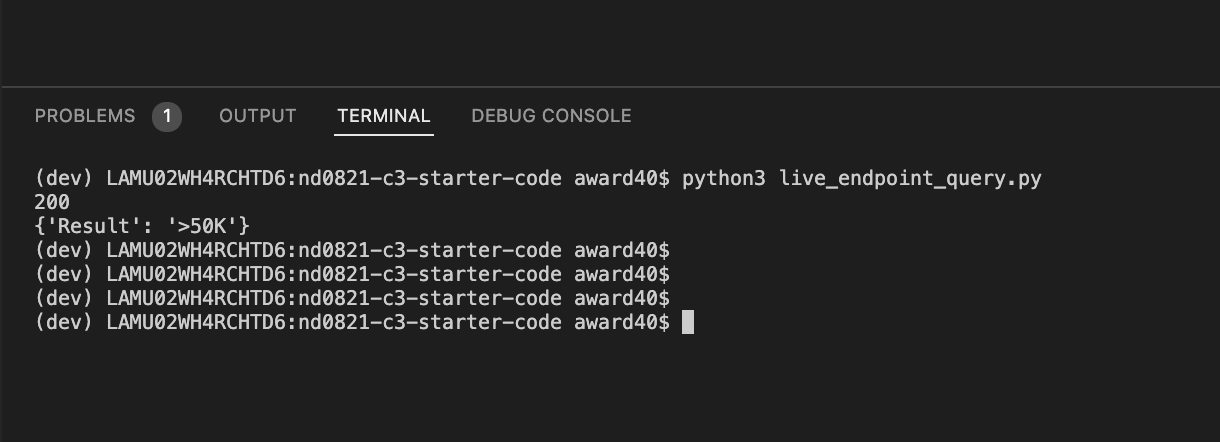 PROBLEMS 1 OUTPUT TERMINAL DEBUG CONSOLE
(dev) LAMU02WH4RCHTD6:nd0821-c3-starter-code award40$ python3 live_endpoint_query.py
200
{'Result': '>50K'}
(dev) LAMU02WH4RCHTD6:nd0821-c3-starter-code award40$
(dev) LAMU02WH4RCHTD6:nd0821-c3-starter-code award40$
(dev) LAMU02WH4RCHTD6:nd0821-c3-starter-code award40$
(dev) LAMU02WH4RCHTD6:nd0821-c3-starter-code award40$